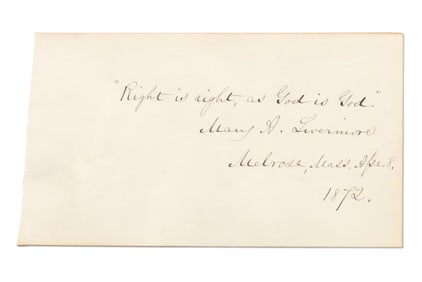 "Right is right, as God is God."
Mary A. Livermore
Melrose, Mass. Apr. 8.
1872.